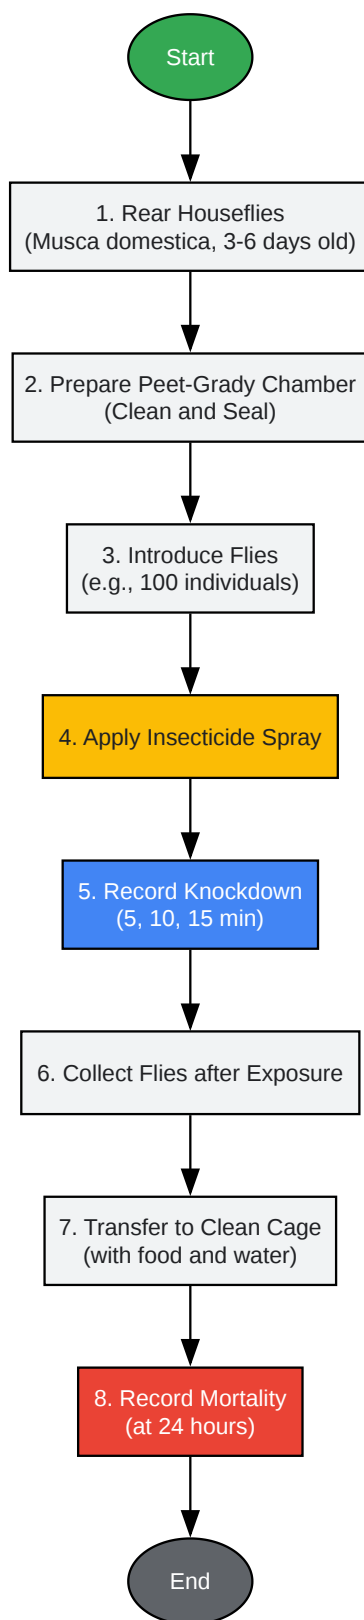 Start
1. Rear Houseflies
(Musca domestica, 3-6 days old)
2. Prepare Peet-Grady Chamber
(Clean and Seal)
3. Introduce Flies
(e.g., 100 individuals)
4. Apply Insecticide Spray
5. Record Knockdown
(5, 10, 15 min)
6. Collect Flies after Exposure
7. Transfer to Clean Cage
(with food and water)
8. Record Mortality
(at 24 hours)
End